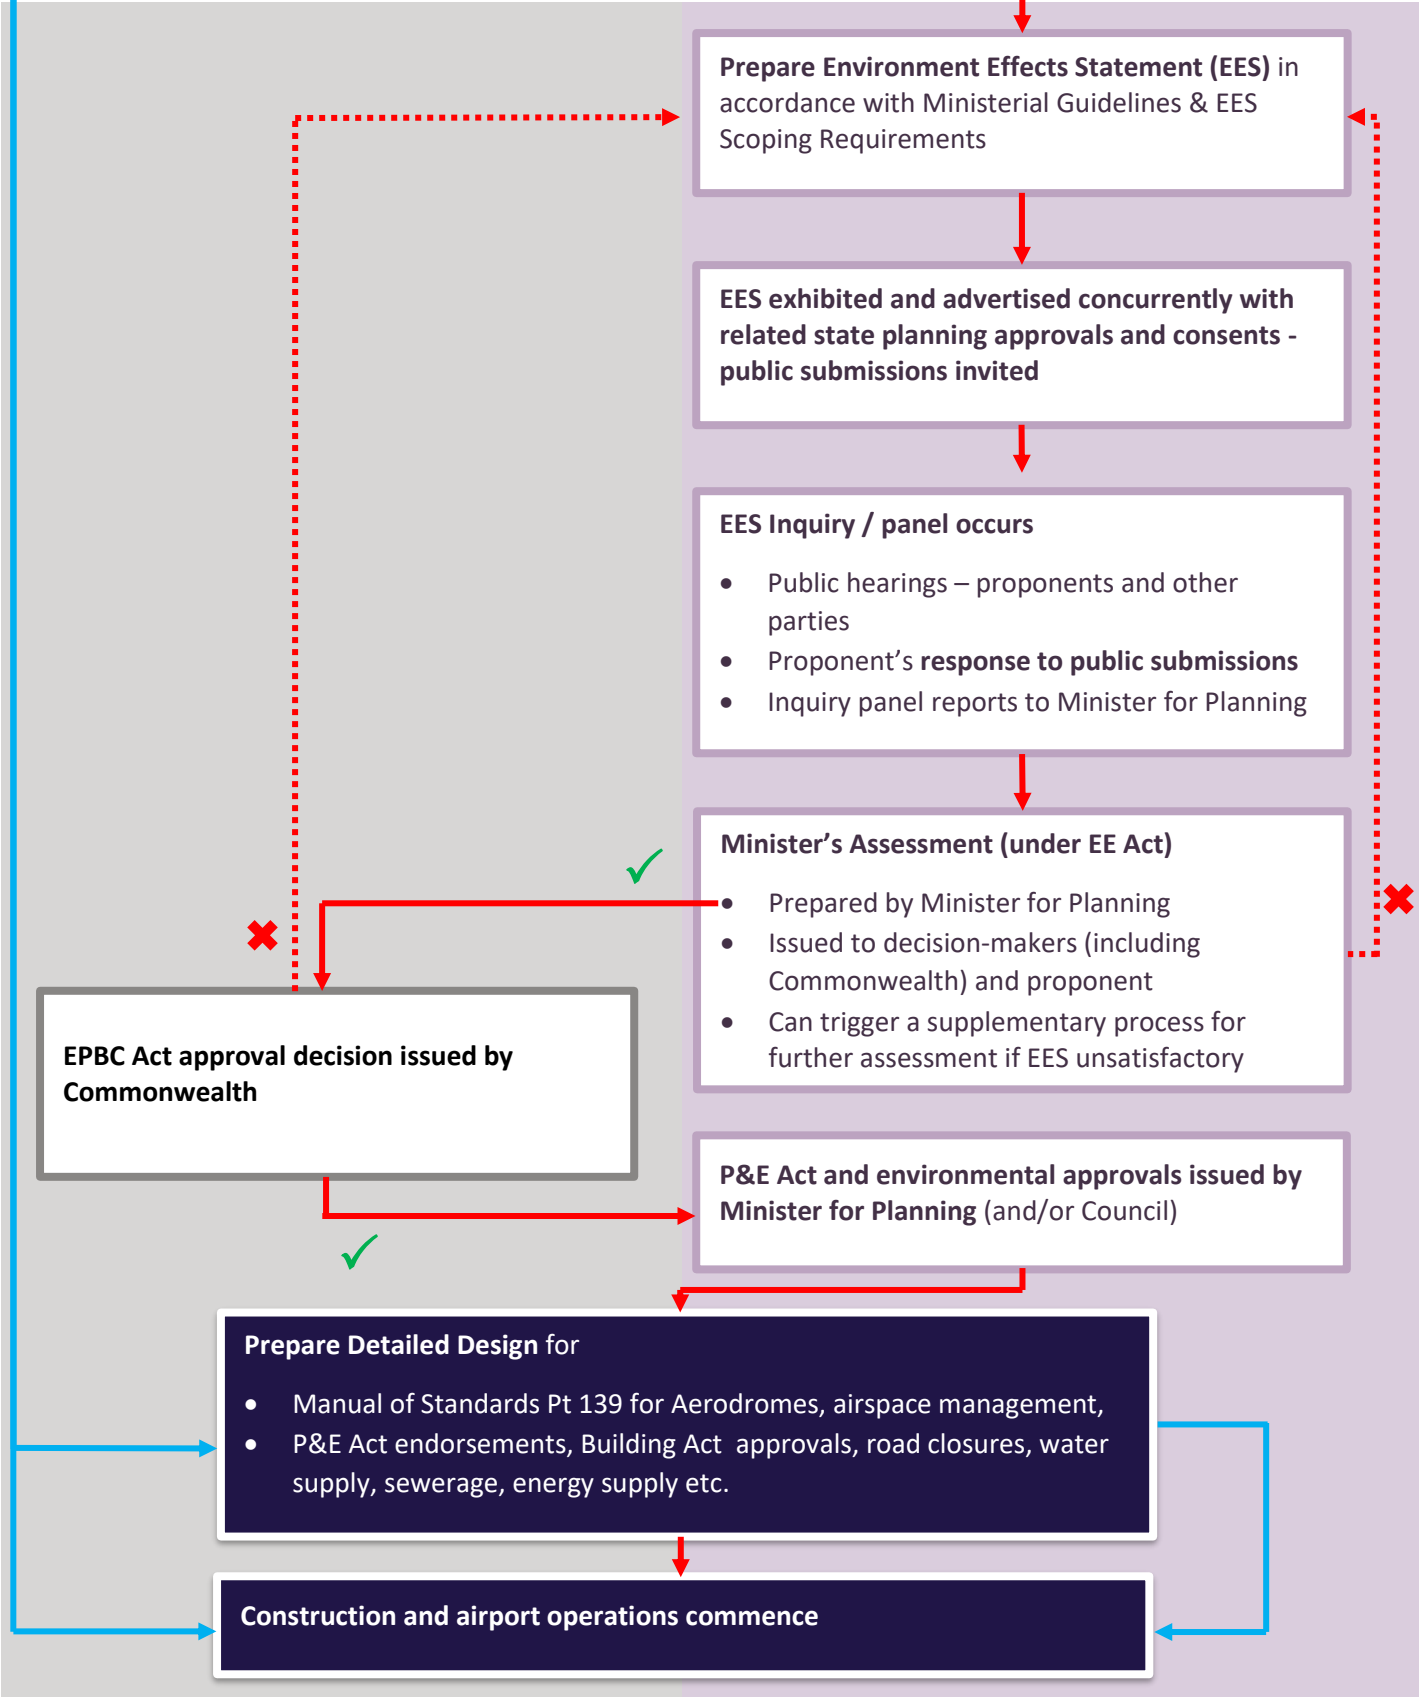 Prepare Environment Effects Statement (EES) in
accordance with Ministerial Guidelines & EES
Scoping Requirements
EES exhibited and advertised concurrently with
related state planning approvals and consents -
public submissions invited
EES Inquiry / panel occurs
• Public hearings – proponents and other
parties
• Proponent’s response to public submissions
• Inquiry panel reports to Minister for Planning
Minister’s Assessment (under EE Act)
• Prepared by Minister for Planning
• Issued to decision-makers (including
Commonwealth) and proponent
• Can trigger a supplementary process for
further assessment if EES unsatisfactory
EPBC Act approval decision issued by
Commonwealth
P&E Act and environmental approvals issued by
Minister for Planning (and/or Council)
Prepare Detailed Design for
• Manual of Standards Pt 139 for Aerodromes, airspace management,
• P&E Act endorsements, Building Act  approvals, road closures, water
supply, sewerage, energy supply etc.
Construction and airport operations commence